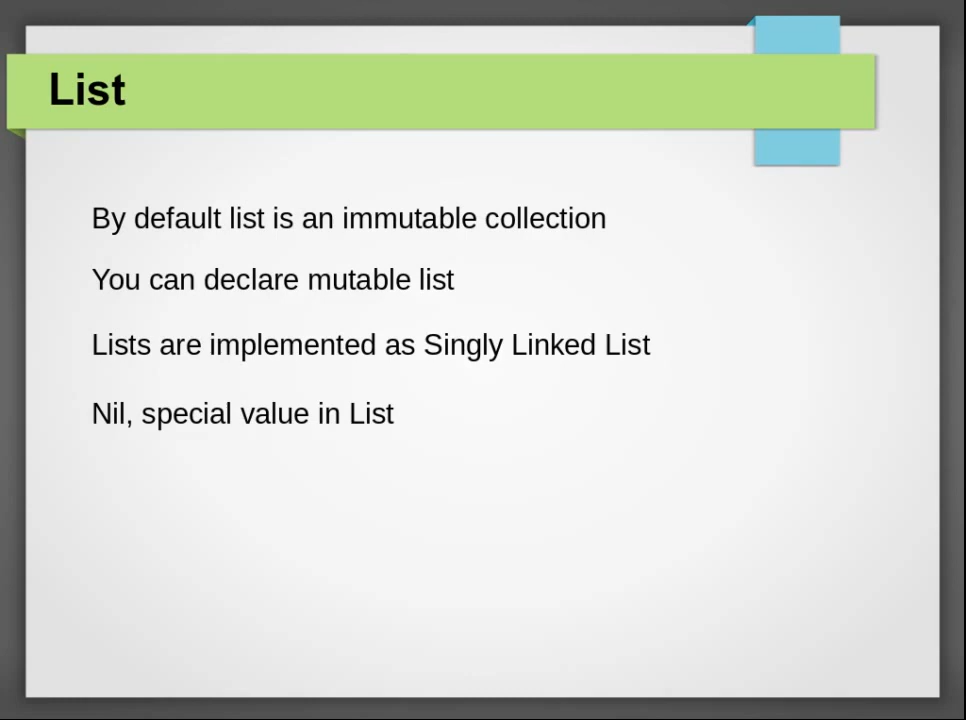 List
By default list is an immutable collection
You can declare mutable list
Lists are implemented as Singly Linked List
Nil, special value in List